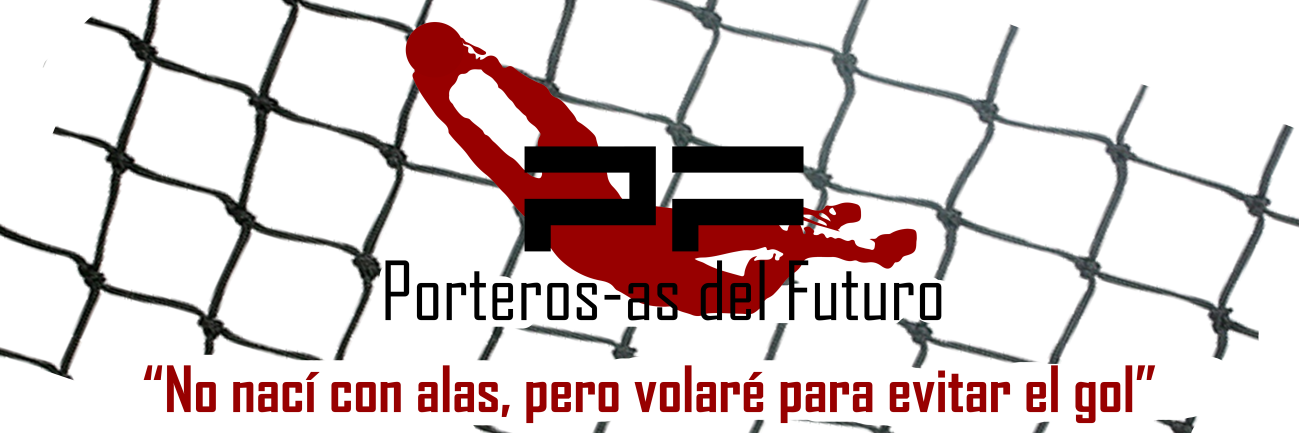 PF
Porteros-as del Futuro
“No nací con alas, pero volaré para evitar el gol”